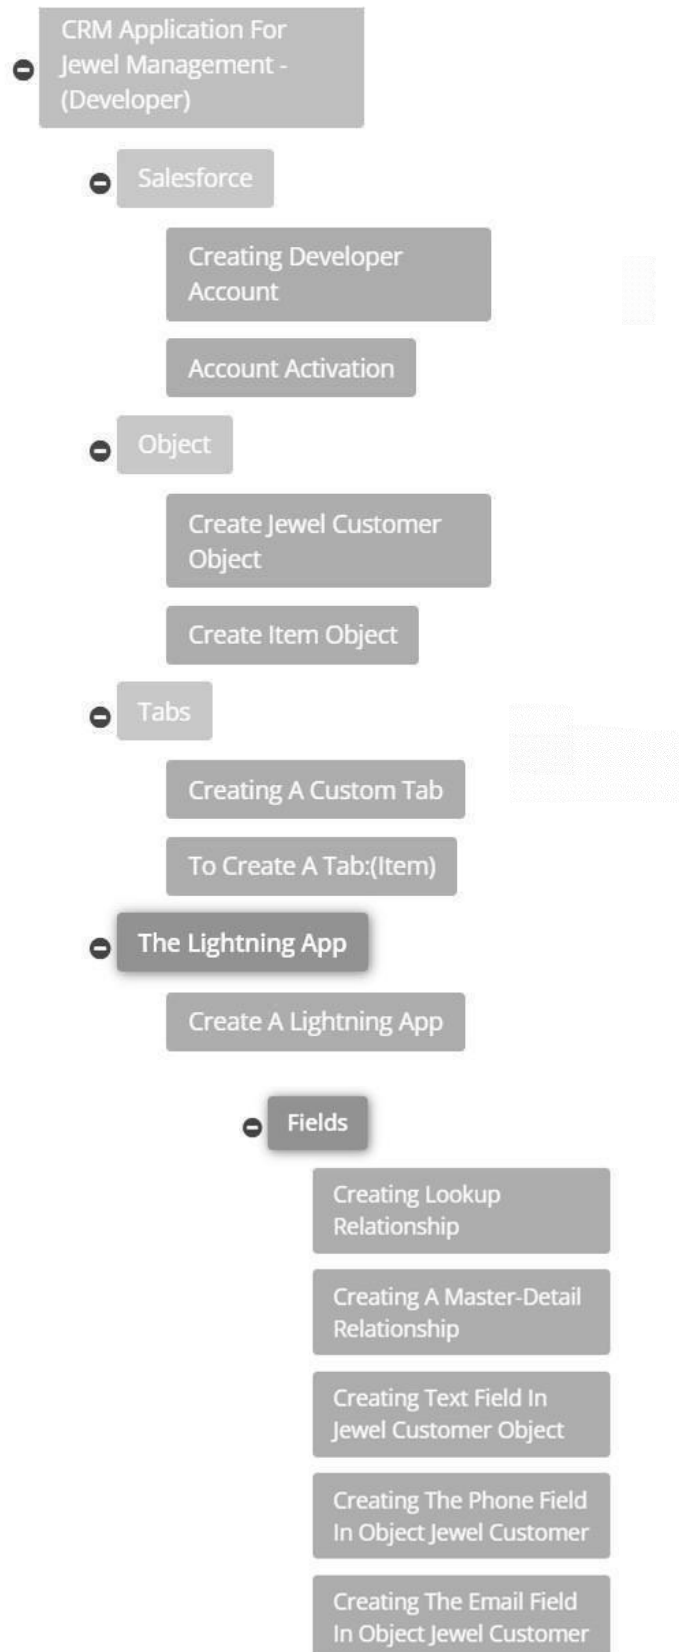 CRM Application For
Jewel Management -
(Developer)
Salesforce
Creating Developer
Account
Account Activation
Object
Create Jewel Customer
Object
Create Item Object
Tabs
Creating A Custom Tab
To Create A Tab:(Item)
The Lightning App
Create A Lightning App
Fields
Creating Lookup
Relationship
Creating A Master-Detail
Relationship
Creating Text Field In
Jewel Customer Object
Creating The Phone Field
In Object Jewel Customer
Creating The Email Field
In Object Jewel Customer